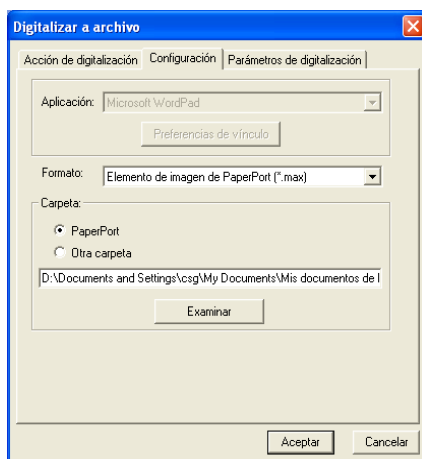 Digitalizar a archivo
Acción de digitalización Configuración Parámetros de digitalización
Aplicación: Microsoft WordPad
Preferencias de vínculo
Formato: Elemento de imagen de PaperPort (*.max)
Carpeta:
PaperPort
Otra carpeta
D:\Documents and Settings\csg\My Documents\Mis documentos de l
Examinar
Aceptar Cancelar